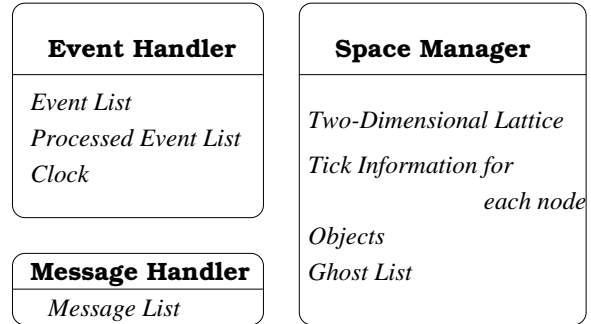 Event Handler
Event List
Processed Event List
Clock
Message Handler
Message List
Space Manager
Two-Dimensional Lattice
Tick Information for
each node
Objects
Ghost List